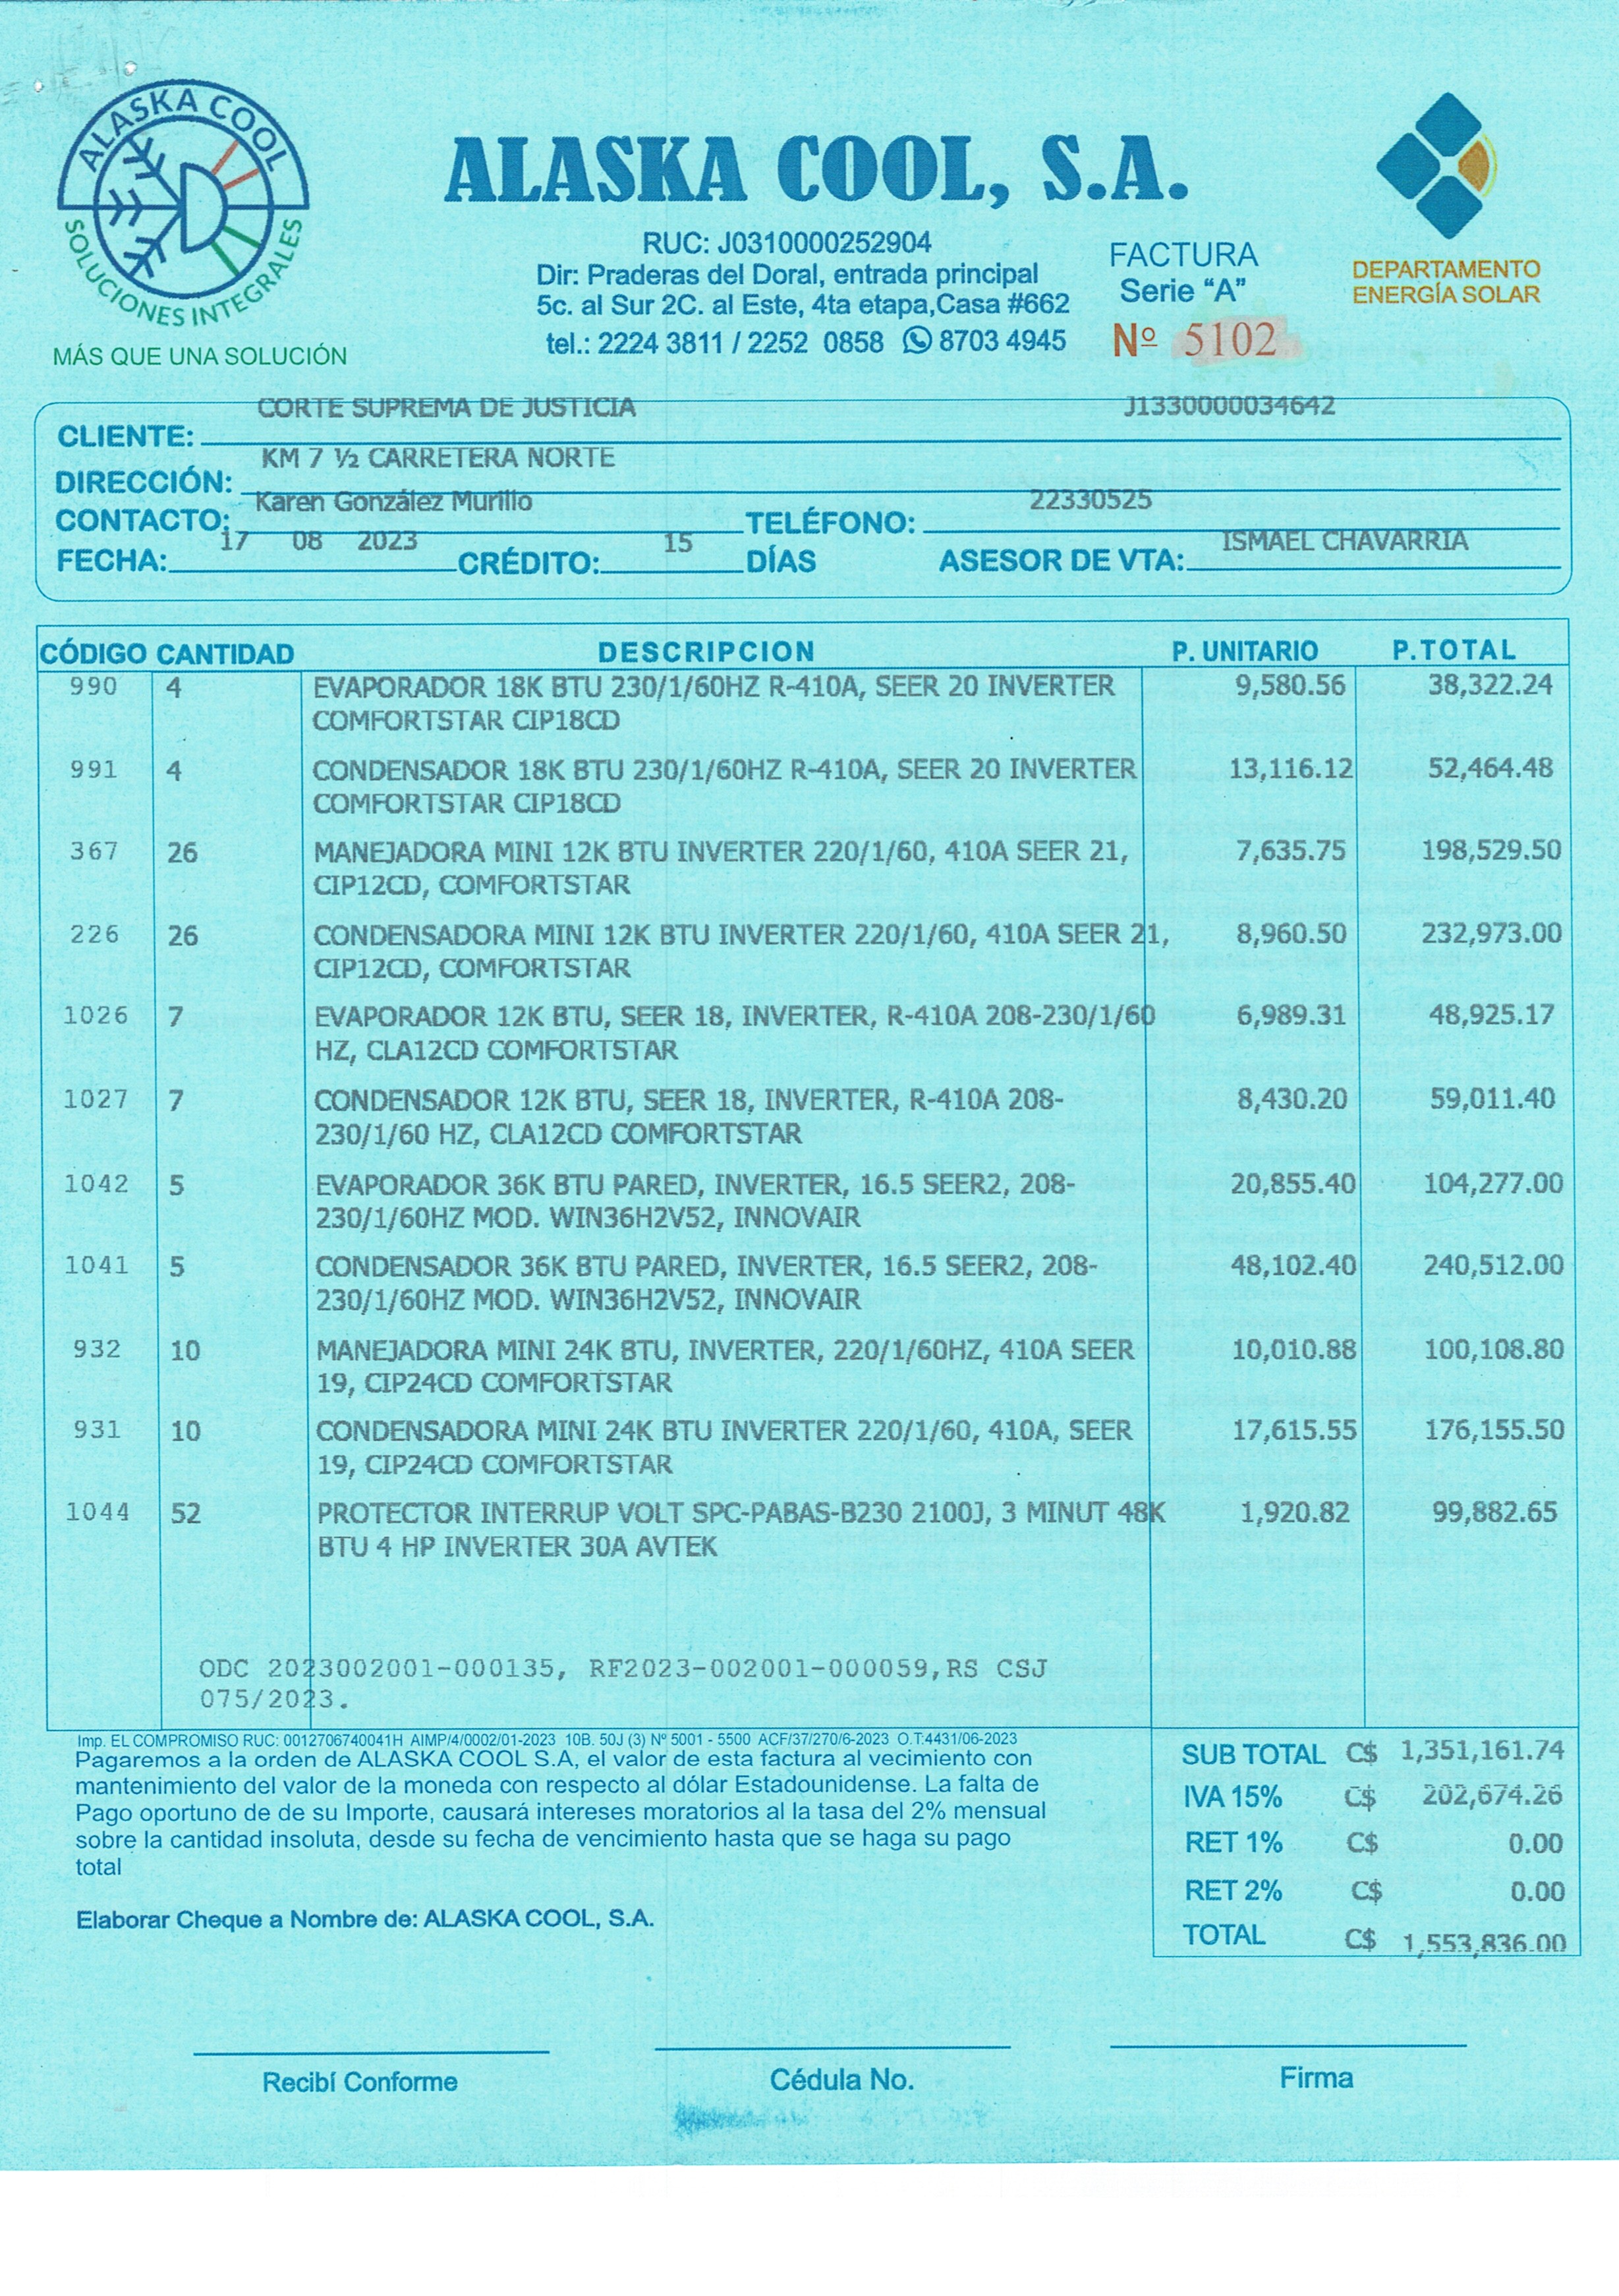 ALASKA COOL
SOLUCIONES INTEGRALES
MÁS QUE UNA SOLUCIÓN
ALASKA COOL, S.A.
RUC: J0310000252904
Dir: Praderas del Doral, entrada principal
5c. al Sur 2C. al Este, 4ta etapa,Casa #662
tel.: 2224 3811 / 2252 0858 8703 4945
FACTURA
Serie “A”
Nº 5102
DEPARTAMENTO
ENERGÍA SOLAR
CLIENTE: CORTE SUPREMA DE JUSTICIA J1330000034642
DIRECCIÓN: KM 7 ½ CARRETERA NORTE
CONTACTO: Karen González Murillo TELÉFONO: 22330525
FECHA: 17 08 2023 CRÉDITO: 15 DÍAS ASESOR DE VTA: ISMAEL CHAVARRIA
CÓDIGO CANTIDAD DESCRIPCION P. UNITARIO P.TOTAL
990 4 EVAPORADOR 18K BTU 230/1/60HZ R-410A, SEER 20 INVERTER 9,580.56 38,322.24
COMFORTSTAR CIP18CD
991 4 CONDENSADOR 18K BTU 230/1/60HZ R-410A, SEER 20 INVERTER 13,116.12 52,464.48
COMFORTSTAR CIP18CD
367 26 MANEJADORA MINI 12K BTU INVERTER 220/1/60, 410A SEER 21, 7,635.75 198,529.50
CIP12CD, COMFORTSTAR
226 26 CONDENSADORA MINI 12K BTU INVERTER 220/1/60, 410A SEER 21, 8,960.50 232,973.00
CIP12CD, COMFORTSTAR
1026 7 EVAPORADOR 12K BTU, SEER 18, INVERTER, R-410A 208-230/1/60 6,989.31 48,925.17
HZ, CLA12CD COMFORTSTAR
1027 7 CONDENSADOR 12K BTU, SEER 18, INVERTER, R-410A 208- 8,430.20 59,011.40
230/1/60 HZ, CLA12CD COMFORTSTAR
1042 5 EVAPORADOR 36K BTU PARED, INVERTER, 16.5 SEER2, 208- 20,855.40 104,277.00
230/1/60HZ MOD. WIN36H2V52, INNOVAIR
1041 5 CONDENSADOR 36K BTU PARED, INVERTER, 16.5 SEER2, 208- 48,102.40 240,512.00
230/1/60HZ MOD. WIN36H2V52, INNOVAIR
932 10 MANEJADORA MINI 24K BTU, INVERTER, 220/1/60HZ, 410A SEER 10,010.88 100,108.80
19, CIP24CD COMFORTSTAR
931 10 CONDENSADORA MINI 24K BTU INVERTER 220/1/60, 410A, SEER 17,615.55 176,155.50
19, CIP24CD COMFORTSTAR
1044 52 PROTECTOR INTERRUP VOLT SPC-PABAS-B230 2100J, 3 MINUT 48K 1,920.82 99,882.65
BTU 4 HP INVERTER 30A AVTEK
ODC 2023002001-000135, RF2023-002001-000059,RS CSJ
075/2023.
Imp. EL COMPROMISO RUC: 0012706740041H AIMP/4/0002/01-2023 10B. 50J (3) Nº 5001 - 5500 ACF/37/270/6-2023 O.T:4431/06-2023
Pagaremos a la orden de ALASKA COOL S.A, el valor de esta factura al vecimiento con
mantenimiento del valor de la moneda con respecto al dólar Estadounidense. La falta de
Pago oportuno de de su Importe, causará intereses moratorios al la tasa del 2% mensual
sobre la cantidad insoluta, desde su fecha de vencimiento hasta que se haga su pago
total
Elaborar Cheque a Nombre de: ALASKA COOL, S.A.
SUB TOTAL C$ 1,351,161.74
IVA 15% C$ 202,674.26
RET 1% C$ 0.00
RET 2% C$ 0.00
TOTAL C$ 1,553,836.00
Recibí Conforme Cédula No. Firma